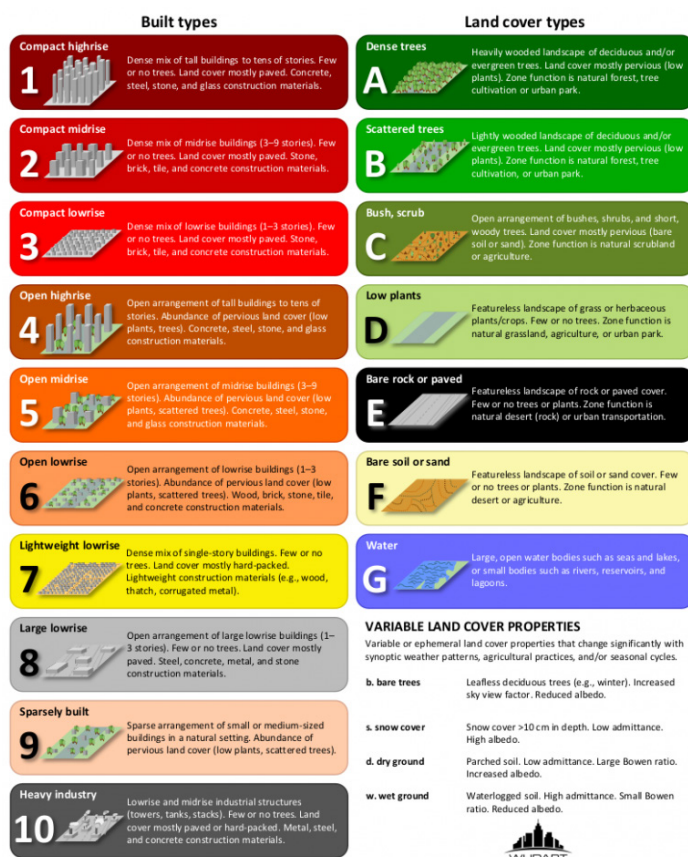 Built types
Compact highrise
1
Dense mix of tall buildings to tens of stories. Few
or no trees. Land cover mostly paved. Concrete,
steel, stone, and glass construction materials.
Compact midrise
2
Dense mix of midrise buildings (3–9 stories). Few
or no trees. Land cover mostly paved. Stone,
brick, tile, and concrete construction materials.
Compact lowrise
3
Dense mix of lowrise buildings (1–3 stories). Few
or no trees. Land cover mostly paved. Stone,
brick, tile, and concrete construction materials.
Open highrise
4
Open arrangement of tall buildings to tens of
stories. Abundance of pervious land cover (low
plants, trees). Concrete, steel, stone, and glass
construction materials.
Open midrise
5
Open arrangement of midrise buildings (3–9
stories). Abundance of pervious land cover (low
plants, scattered trees). Concrete, steel, stone,
and glass construction materials.
Open lowrise
6
Open arrangement of lowrise buildings (1–3
stories). Abundance of pervious land cover (low
plants, scattered trees). Wood, brick, stone, tile,
and concrete construction materials.
Lightweight lowrise
7
Dense mix of single-story buildings. Few or no
trees. Land cover mostly hard-packed.
Lightweight construction materials (e.g., wood,
thatch, corrugated metal).
Large lowrise
8
Open arrangement of large lowrise buildings (1–
3 stories). Few or no trees. Land cover mostly
paved. Steel, concrete, metal, and stone
construction materials.
Sparsely built
9
Sparse arrangement of small or medium-sized
buildings in a natural setting. Abundance of
pervious land cover (low plants, scattered trees).
Heavy industry
10
Lowrise and midrise industrial structures
(towers, tanks, stacks). Few or no trees. Land
cover mostly paved or hard-packed. Metal, steel,
and concrete construction materials.
Land cover types
Dense trees
A
Heavily wooded landscape of deciduous and/or
evergreen trees. Land cover mostly pervious (low
plants). Zone function is natural forest, tree
cultivation or urban park.
Scattered trees
B
Lightly wooded landscape of deciduous and/or
evergreen trees. Land cover mostly pervious (low
plants). Zone function is natural forest, tree
cultivation, or urban park.
Bush, scrub
C
Open arrangement of bushes, shrubs, and short,
woody trees. Land cover mostly pervious (bare
soil or sand). Zone function is natural scrubland
or agriculture.
Low plants
D
Featureless landscape of grass or herbaceous
plants/crops. Few or no trees. Zone function is
natural grassland, agriculture, or urban park.
Bare rock or paved
E
Featureless landscape of rock or paved cover.
Few or no trees or plants. Zone function is
natural desert (rock) or urban transportation.
Bare soil or sand
F
Featureless landscape of soil or sand cover. Few
or no trees or plants. Zone function is natural
desert or agriculture.
Water
G
Large, open water bodies such as seas and lakes,
or small bodies such as rivers, reservoirs, and
lagoons.
VARIABLE LAND COVER PROPERTIES
Variable or ephemeral land cover properties that change significantly with
synoptic weather patterns, agricultural practices, and/or seasonal cycles.
b. bare trees
Leafless deciduous trees (e.g., winter). Increased
sky view factor. Reduced albedo.
s. snow cover
Snow cover >10 cm in depth. Low admittance.
High albedo.
d. dry ground
Parched soil. Low admittance. Large Bowen ratio.
Increased albedo.
w. wet ground
Waterlogged soil. High admittance. Small Bowen
ratio. Reduced albedo.